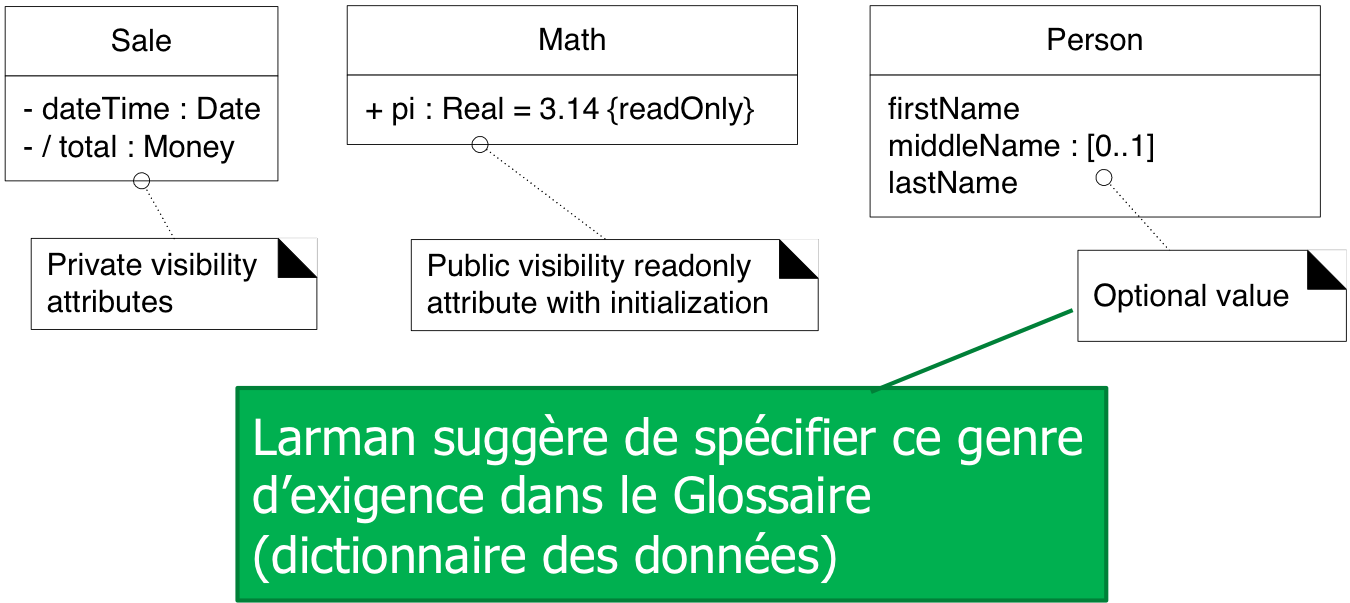 Sale
- dateTime : Date
- / total : Money
Math
+ pi : Real = 3.14 {readOnly}
Person
firstName
middleName : [0..1]
lastName
Private visibility
attributes
Public visibility readonly
attribute with initialization
Optional value
Larman suggère de spécifier ce genre
d’exigence dans le Glossaire
(dictionnaire des données)